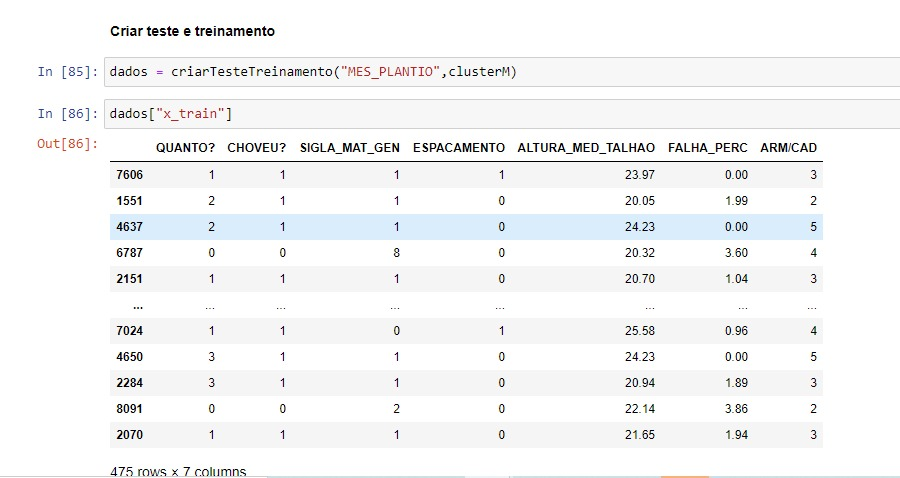 Criar teste e treinamento
In [85]: dados = criarTesteTreinamento("MES_PLANTIO",clusterM)
In [86]: dados["x_train"]
Out[86]:
QUANTO? CHOVEU? SIGLA_MAT_GEN ESPACAMENTO ALTURA_MED_TALHAO FALHA_PERC ARM/CAD
7606 1 1 1 1 23.97 0.00 3
1551 2 1 1 0 20.05 1.99 2
4637 2 1 1 0 24.23 0.00 5
6787 0 0 8 0 20.32 3.60 4
2151 1 1 1 0 20.70 1.04 3
... ... ... ... ... ... ... ...
7024 1 1 0 1 25.58 0.96 4
4650 3 1 1 0 24.23 0.00 5
2284 3 1 1 0 20.94 1.89 3
8091 0 0 2 0 22.14 3.86 2
2070 1 1 1 0 21.65 1.94 3
475 rows × 7 columns